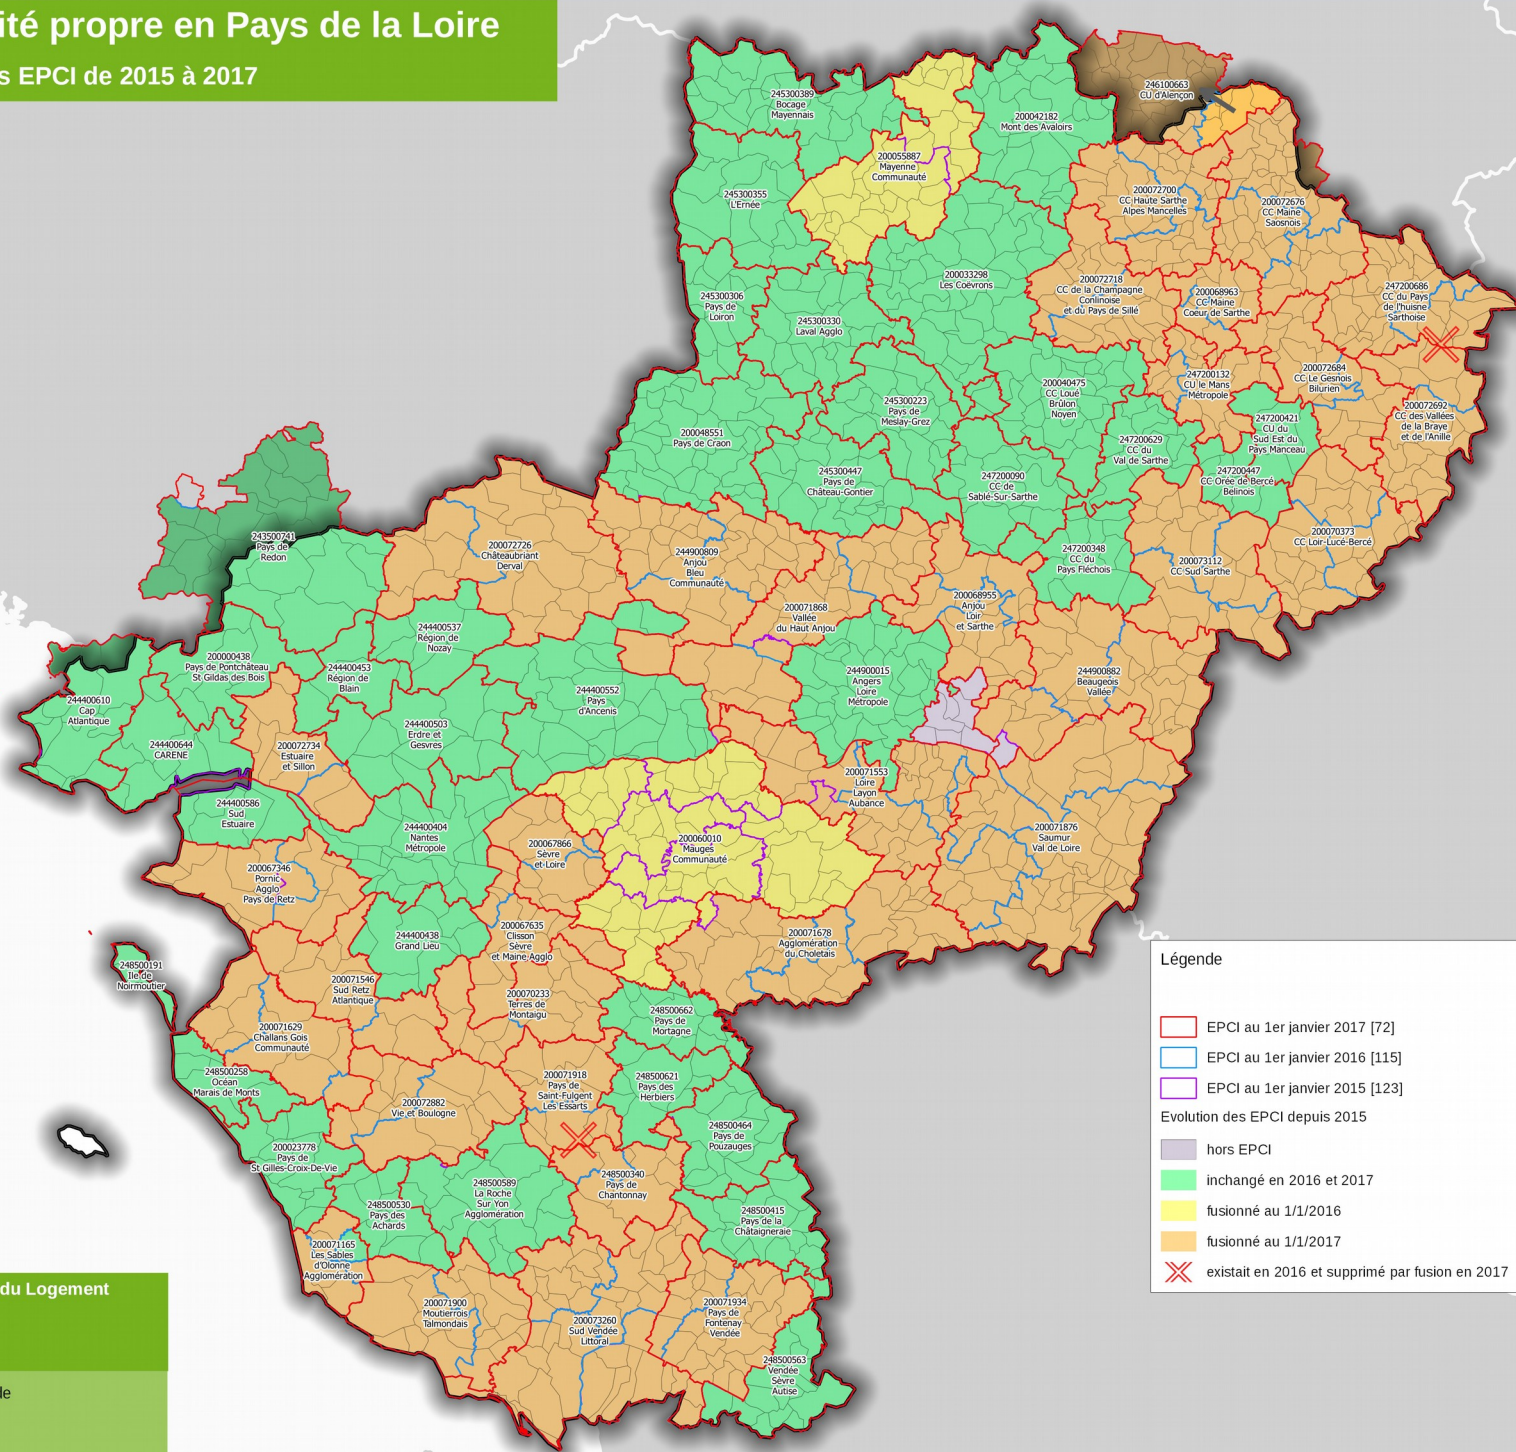 ité propre en Pays de la Loire
s EPCI de 2015 à 2017
246100663
CU d'Alençon
245300389
Bocage
Mayennais
200042182
Mont des Avaloirs
200055887
Mayenne
Communauté
245300355
L'Ernée
200072700
CC Haute Sarthe
Alpes Mancelles
200072676
CC Maine
Saosnois
200033298
Les Coëvrons
200072718
CC de la Champagne
Conlinoise
et du Pays de Sillé
200068963
CC Maine
Coeur de Sarthe
247200686
CC du Pays
de l'huisne
Sarthoise
245300306
Pays de
Loiron
245300330
Laval Agglo
247200132
CU le Mans
Métropole
200072684
CC Le Gesnois
Bilurien
200040475
CC Loué
Brûlon
Noyen
245300223
Pays de
Meslay-Grez
200072692
CC des Vallées
de la Braye
et de l'Anille
247200421
CU du
Sud Est du
Pays Manceau
200048551
Pays de Craon
247200629
CC du
Val de Sarthe
245300447
Pays de
Château-Gontier
247200090
CC de
Sablé-Sur-Sarthe
247200447
CC Orée de Bercé
Belinois
243500741
Pays de
Redon
200072726
Châteaubriant
Derval
244900809
Anjou
Bleu
Communauté
247200348
CC du
Pays Fléchois
200073112
CC Sud Sarthe
200070373
CC Loir-Lucé-Bercé
200071868
Vallée
du Haut Anjou
200068955
Anjou
Loir
et Sarthe
244400537
Région de
Nozay
200000438
Pays de Pontchâteau
St Gildas des Bois
244400453
Région de
Blain
244900015
Angers
Loire
Métropole
244900882
Beaugeois
Vallée
244400552
Pays
d'Ancenis
244400610
Cap
Atlantique
244400503
Erdre et
Gesvres
244400644
CARENE
200072734
Estuaire
et Sillon
200071553
Loire
Layon
Aubance
244400586
Sud
Estuaire
244400404
Nantes
Métropole
200067866
Sèvre
et Loire
200060010
Mauges
Communauté
200071876
Saumur
Val de Loire
200067346
Pornic
Agglo
Pays de Retz
244400438
Grand Lieu
200067635
Clisson
Sèvre
et Maine Agglo
200071678
Agglomération
du Choletais
248500191
Ile de
Noirmoutier
200071546
Sud Retz
Atlantique
200070233
Terres de
Montaigu
248500662
Pays de
Mortagne
200071629
Challans Gois
Communauté
248500258
Océan
Marais de Monts
200072882
Vie et Boulogne
200071918
Pays de
Saint-Fulgent
Les Essarts
248500621
Pays des
Herbiers
248500464
Pays de
Pouzauges
200023778
Pays de
St Gilles-Croix-De-Vie
248500530
Pays des
Achards
248500589
La Roche
Sur Yon
Agglomération
248500340
Pays de
Chantonnay
248500415
Pays de la
Châtaigneraie
200071165
Les Sables
d'Olonne
Agglomération
200071900
Moutierrois
Talmondais
200073260
Sud Vendée
Littoral
200071934
Pays de
Fontenay
Vendée
248500563
Vendée
Sèvre
Autise
Légende
EPCI au 1er janvier 2017 [72]
EPCI au 1er janvier 2016 [115]
EPCI au 1er janvier 2015 [123]
Evolution des EPCI depuis 2015
hors EPCI
inchangé en 2016 et 2017
fusionné au 1/1/2016
fusionné au 1/1/2017
existait en 2016 et supprimé par fusion en 2017
du Logement
de